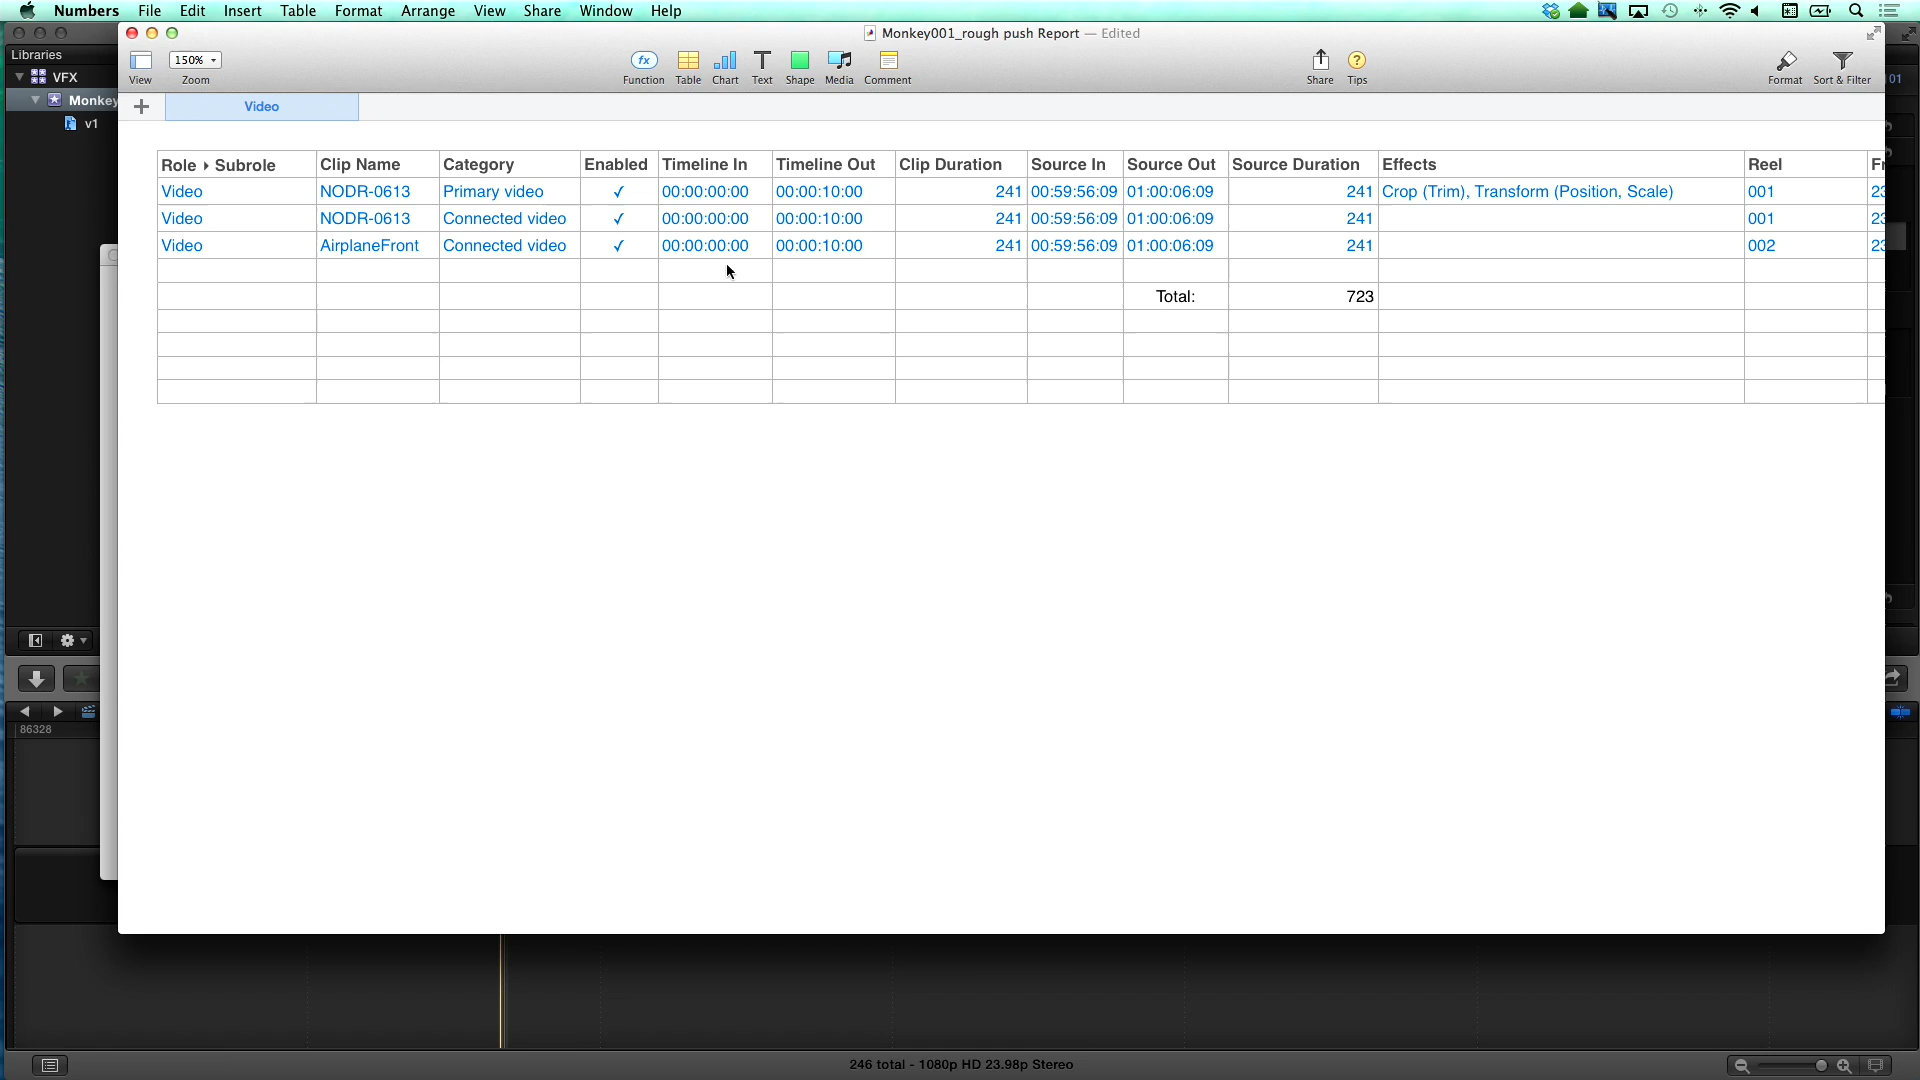 Numbers File Edit Insert Table Format Arrange View Share Window Help
Monkey001_rough push Report — Edited
Libraries
VFX
Monkey
v1
150%
View Zoom
fx
Function Table Chart Text Shape Media Comment
Share Tips
Format Sort & Filter
101
Video
Role ▸ Subrole Clip Name Category Enabled Timeline In Timeline Out Clip Duration Source In Source Out Source Duration Effects Reel
Video NODR-0613 Primary video ✓ 00:00:00:00 00:00:10:00 241 00:59:56:09 01:00:06:09 241 Crop (Trim), Transform (Position, Scale) 001
Video NODR-0613 Connected video ✓ 00:00:00:00 00:00:10:00 241 00:59:56:09 01:00:06:09 241 001
Video AirplaneFront Connected video ✓ 00:00:00:00 00:00:10:00 241 00:59:56:09 01:00:06:09 241 002
Total: 723
86328
246 total - 1080p HD 23.98p Stereo